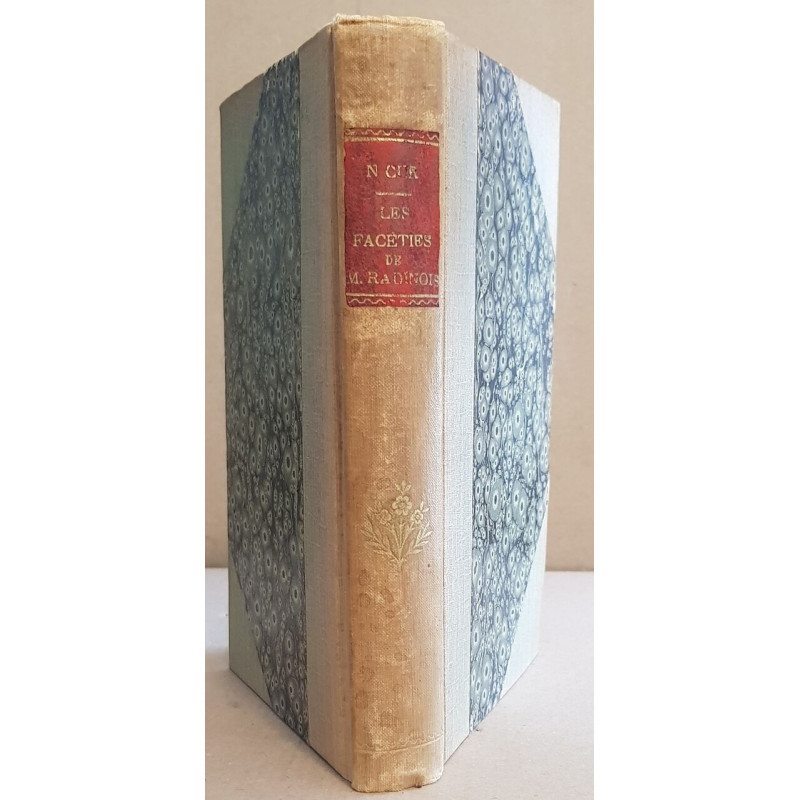 N CUR
LES
FACÉTIES
DE
M. RADINOIS